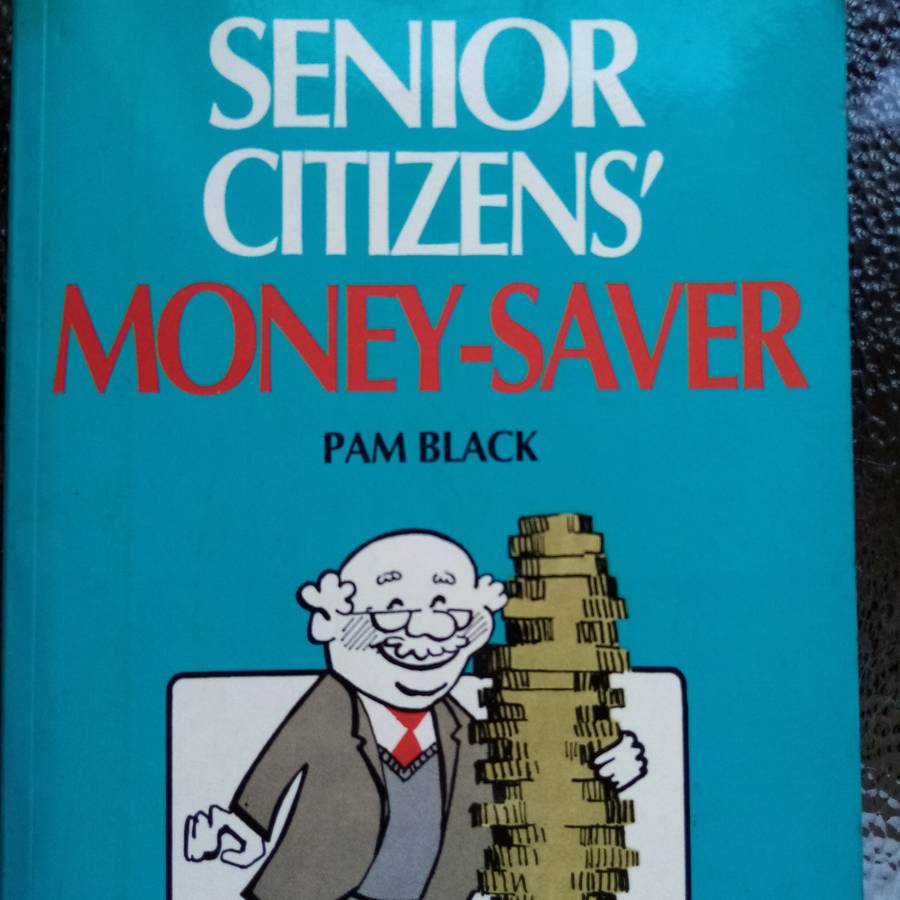 SENIOR
CITIZENS'
MONEY-SAVER
PAM BLACK